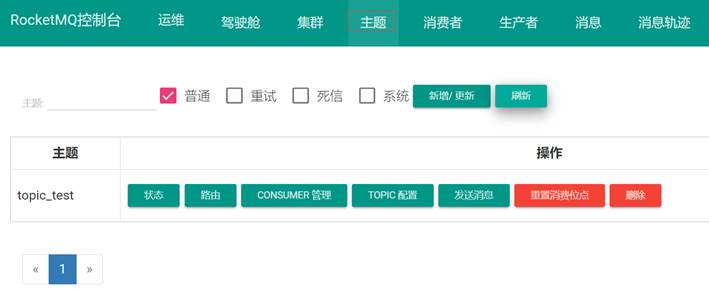 RocketMQ控制台 运维 驾驶舱 集群 主题 消费者 生产者 消息 消息轨迹
主题: 普通 重试 死信 系统 新增/ 更新 刷新
主题 操作
topic_test 状态 路由 CONSUMER 管理 TOPIC 配置 发送消息 重置消费位点 删除
« 1 »